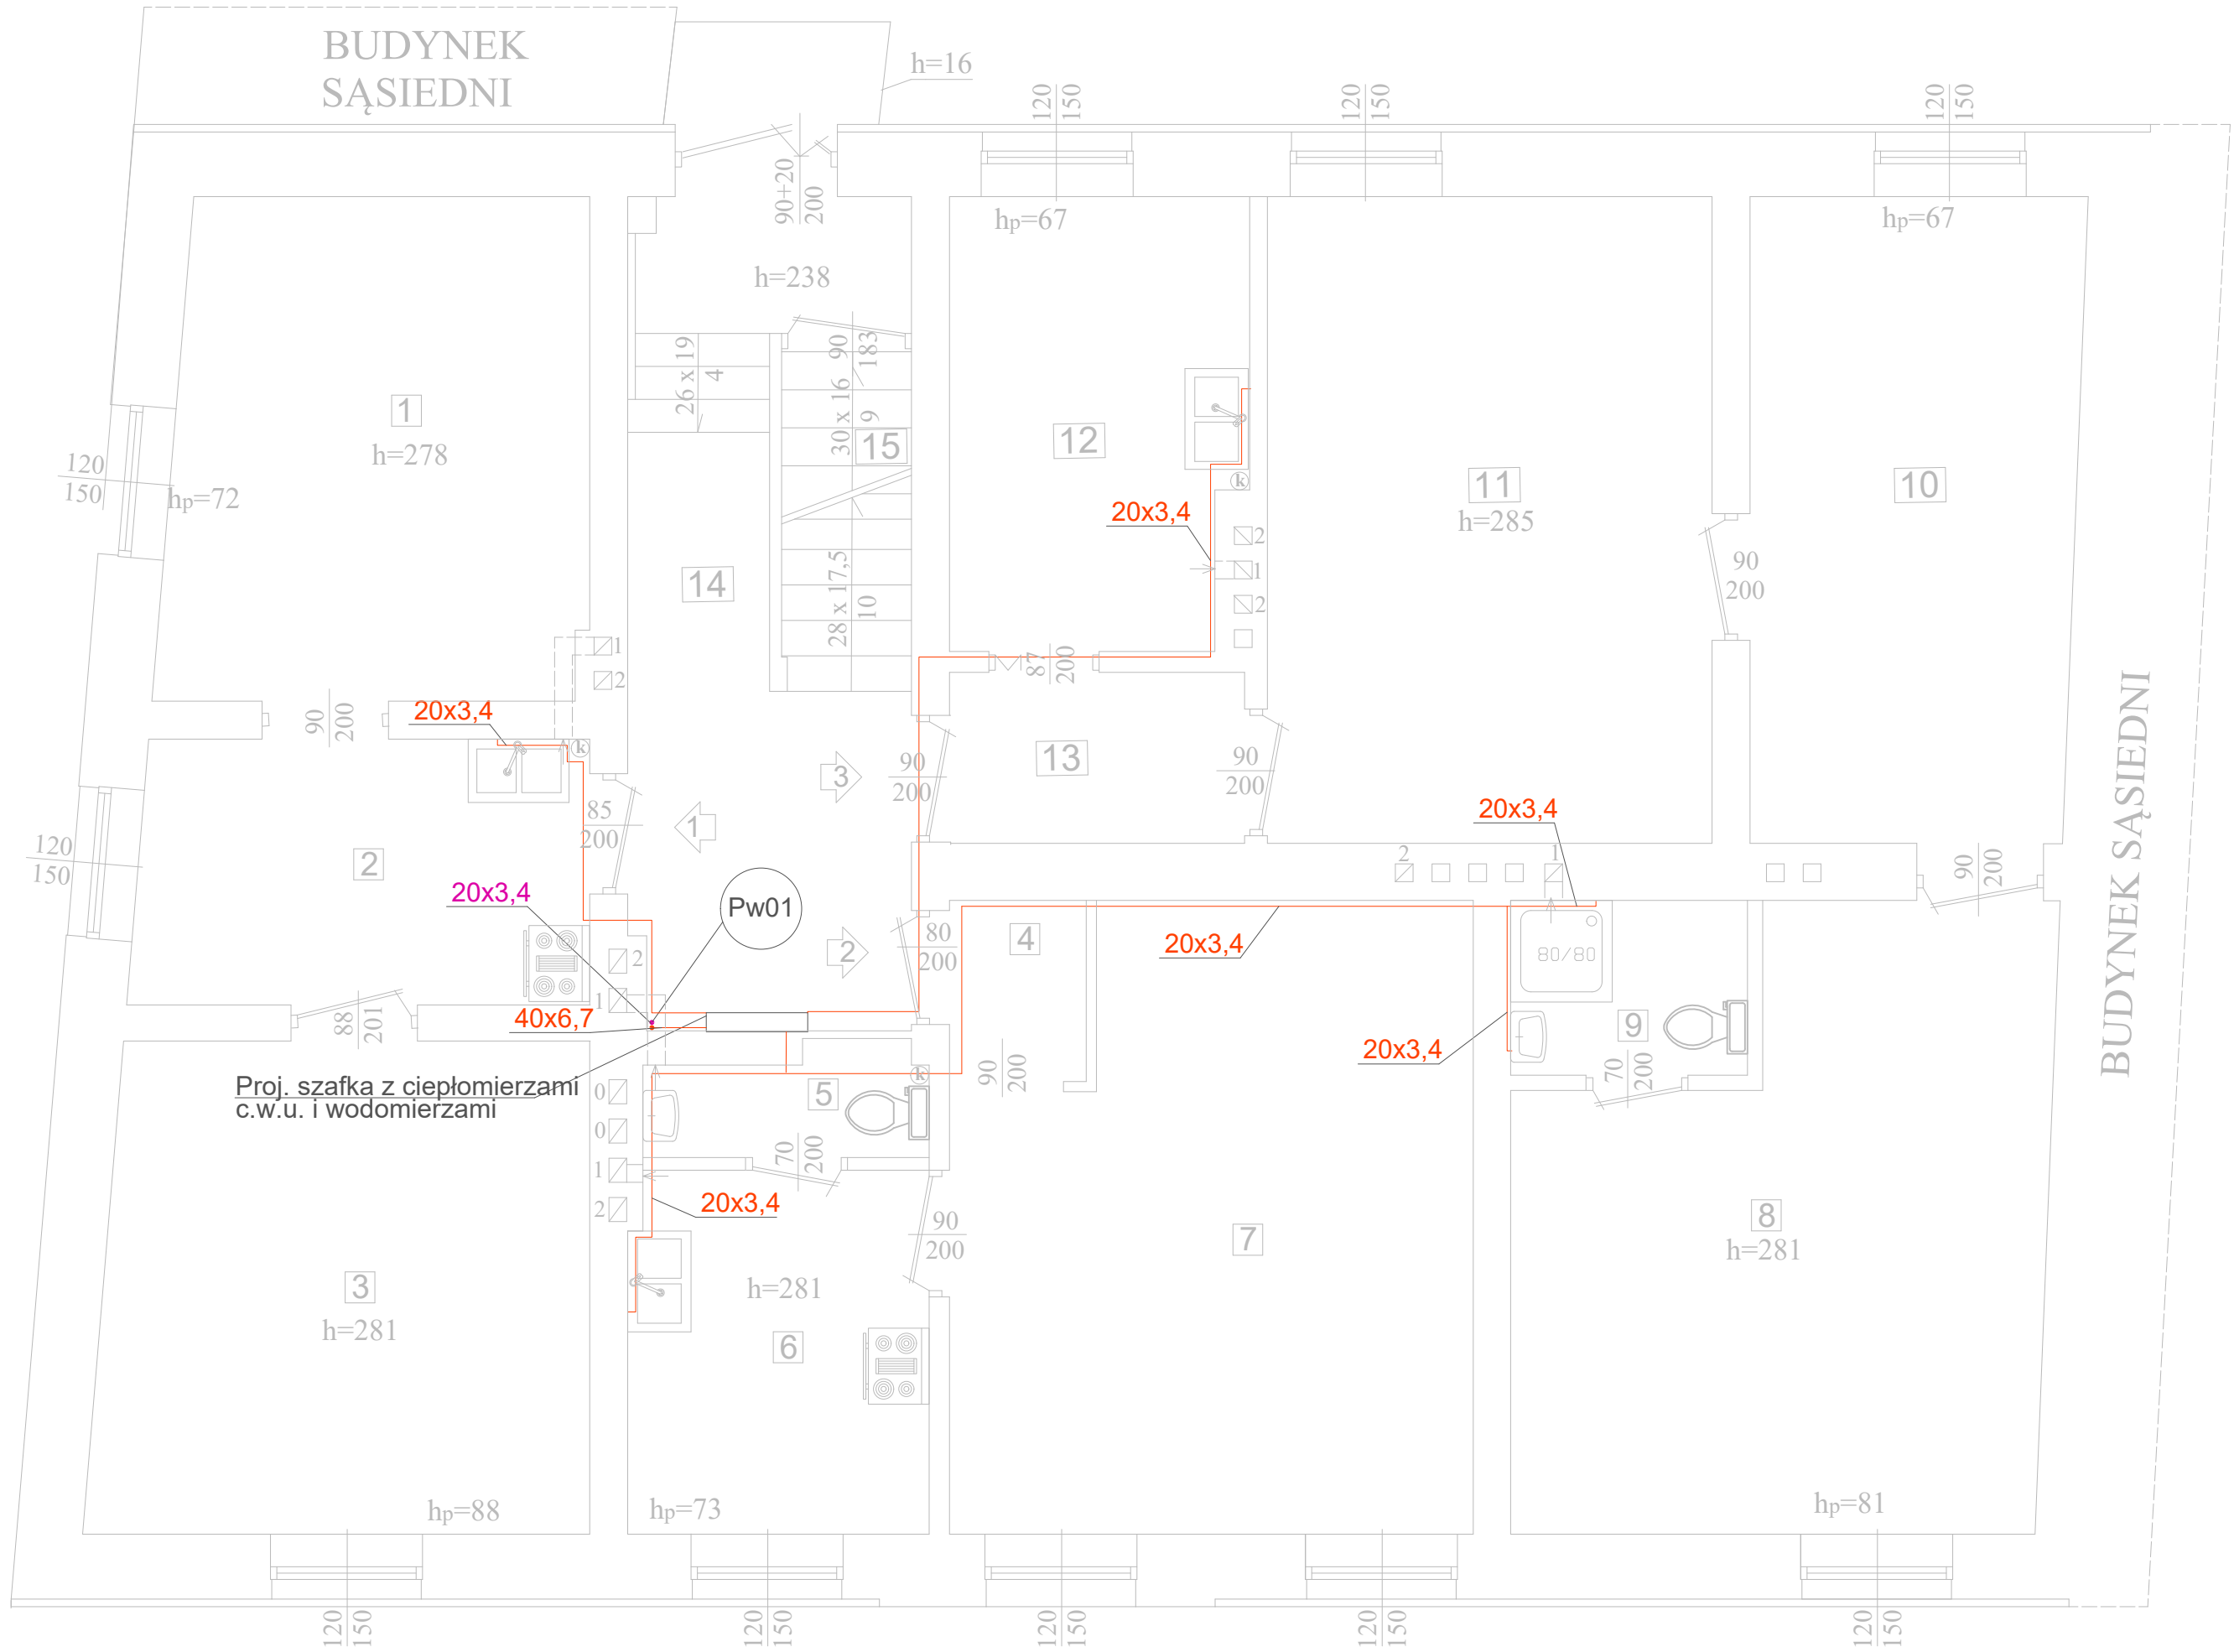 BUDYNEK
SĄSIEDNI
h=16
120
150
120
150
120
150
90+20
200
hp=67
hp=67
h=238
26 x 19
4
90
183
30 x 16
9
15
1
h=278
120
150
hp=72
12
11
h=285
10
k
20x3,4
2
1
2
90
200
14
28 x 17,5
10
1
2
87
200
BUDYNEK SĄSIEDNI
20x3,4
90
200
k
13
3
90
200
90
200
85
200
1
20x3,4
120
150
2
2
1
90
200
20x3,4
Pw01
2
80
200
4
20x3,4
80/80
2
1
40x6,7
88
201
9
20x3,4
70
200
90
200
Proj. szafka z ciepłomierzami
c.w.u. i wodomierzami
k
5
0
0
1
2
70
200
20x3,4
90
200
7
8
h=281
3
h=281
h=281
6
hp=88
hp=73
hp=81
120
150
120
150
120
150
120
150
120
150